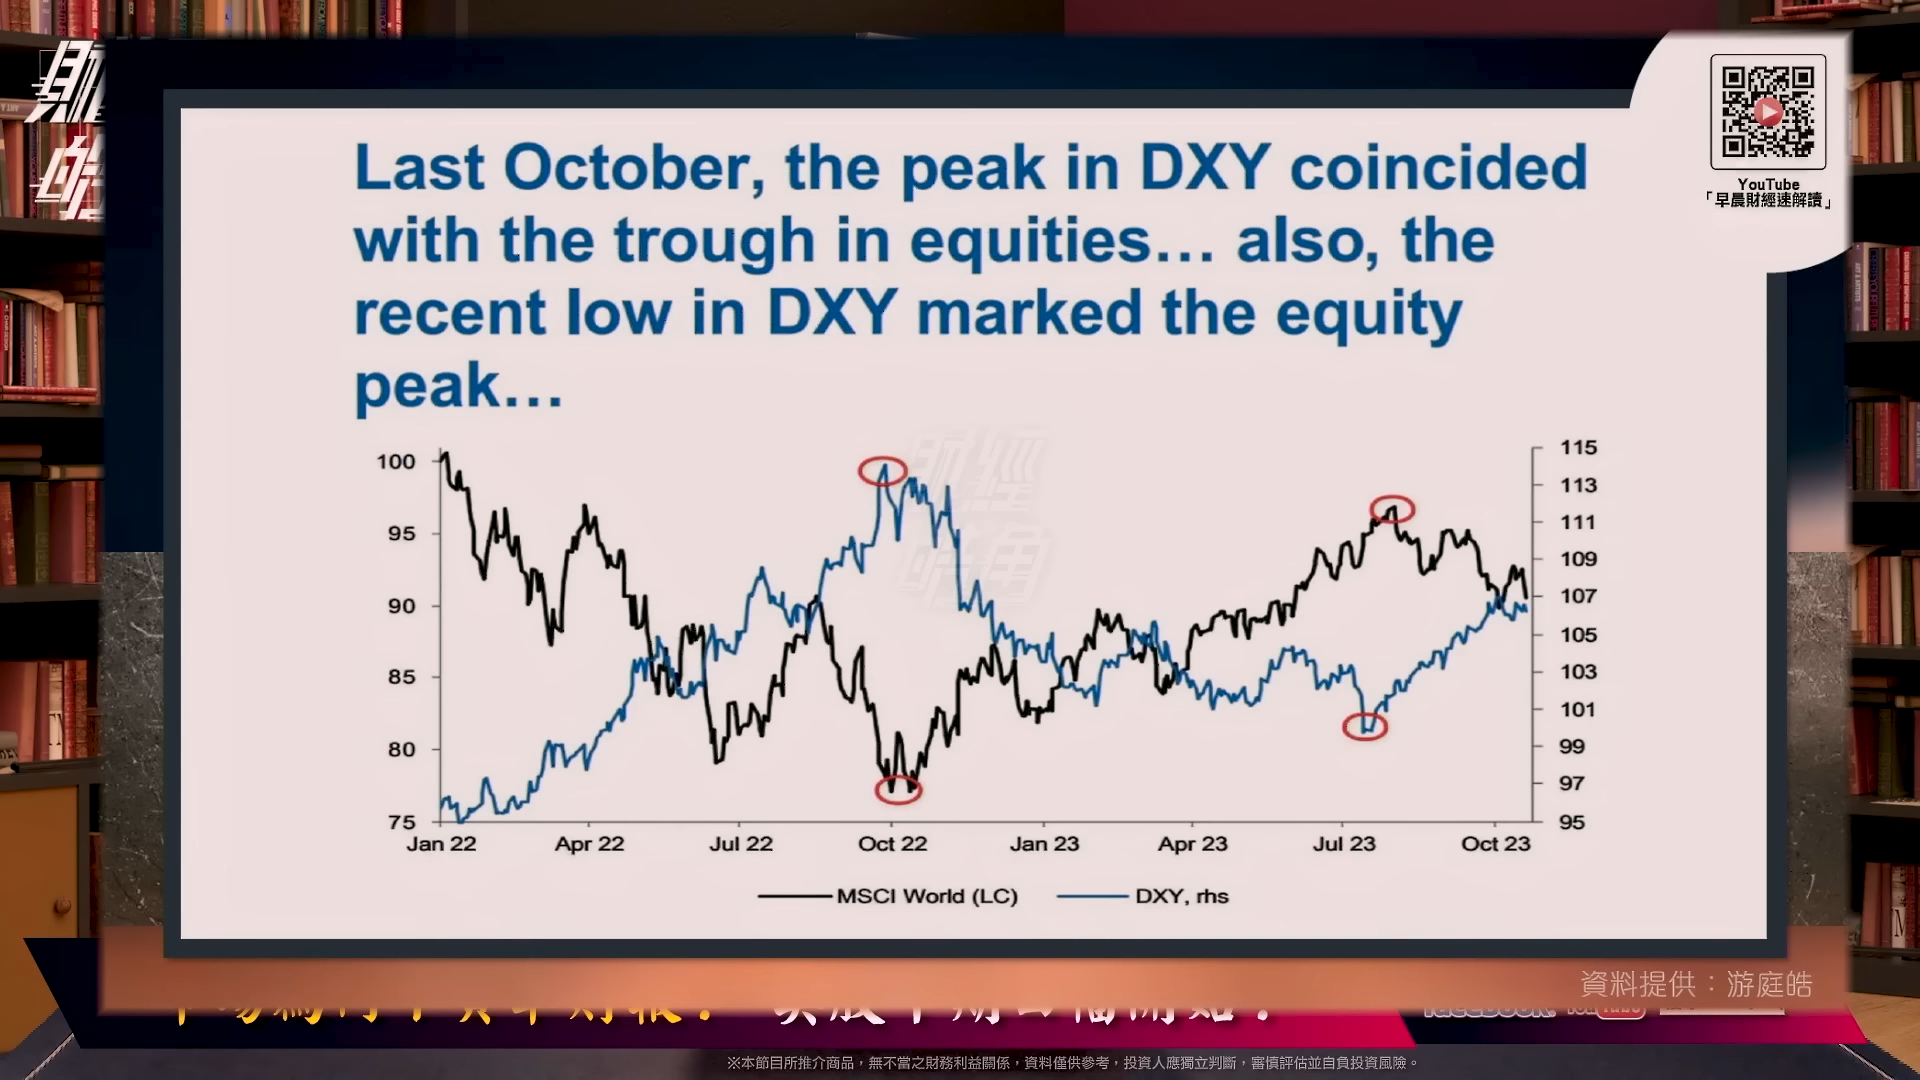 Last October, the peak in DXY coincided
with the trough in equities… also, the
recent low in DXY marked the equity
peak…
YouTube
「早晨財經速解讀」
財經
皓角
100
95
90
85
80
75
115
113
111
109
107
105
103
101
99
97
95
Jan 22
Apr 22
Jul 22
Oct 22
Jan 23
Apr 23
Jul 23
Oct 23
MSCI World (LC)
DXY, rhs
資料提供：游庭皓
※本節目所推介商品，無不當之財務利益關係，資料僅供參考，投資人應獨立判斷，審慎評估並自負投資風險。